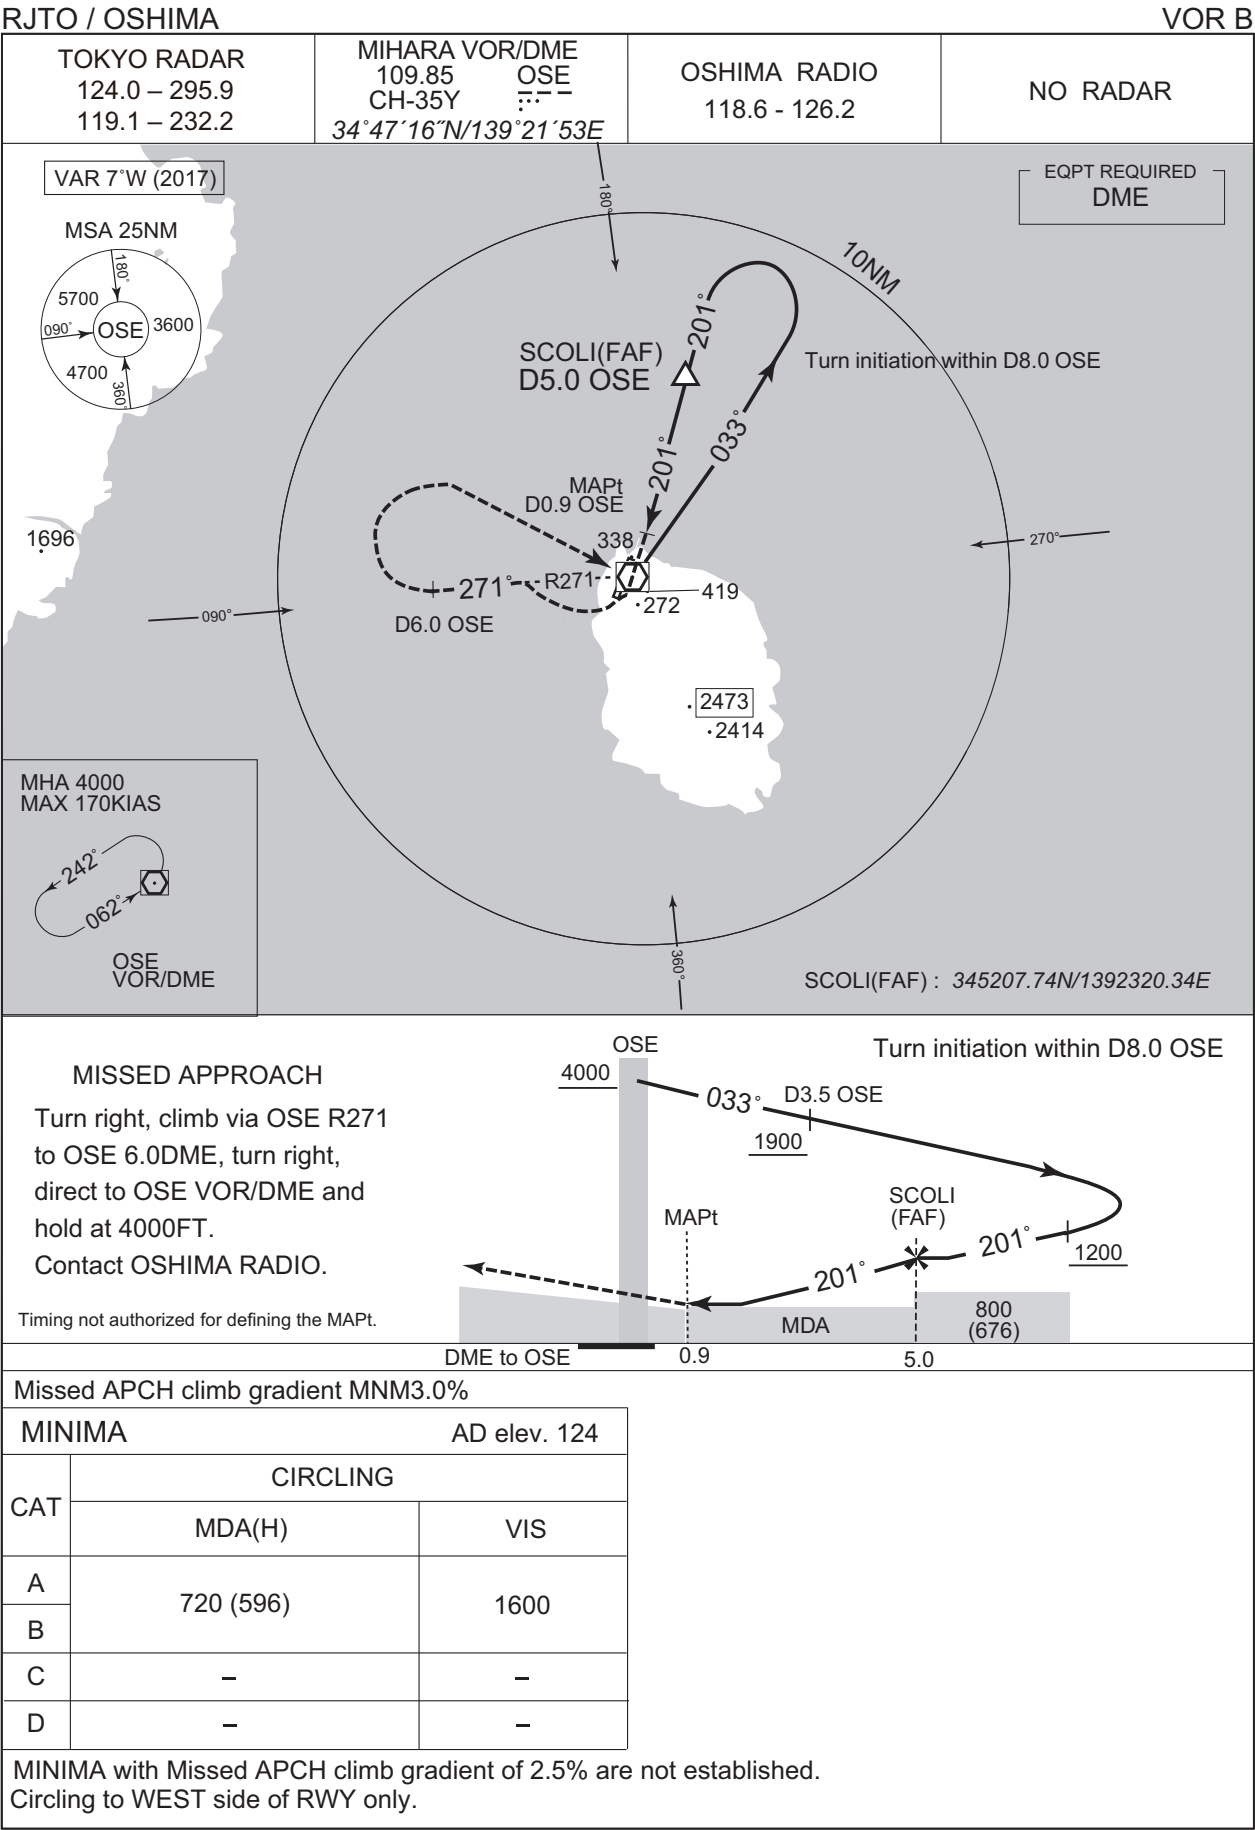 RJTO / OSHIMA
VOR B
TOKYO RADAR
124.0 – 295.9
119.1 – 232.2
MIHARA VOR/DME
109.85 OSE
CH-35Y
34˚47´16˝N/139˚21´53E
OSHIMA RADIO
118.6 - 126.2
NO RADAR
VAR 7˚W (2017)
EQPT REQUIRED
DME
MSA 25NM
180˚
5700
090˚
OSE
3600
4700
360˚
180˚
10NM
201˚
SCOLI(FAF)
D5.0 OSE
Turn initiation within D8.0 OSE
033˚
201˚
MAPt
D0.9 OSE
1696
338
270˚
271˚
R271
419
272
090˚
D6.0 OSE
2473
2414
MHA 4000
MAX 170KIAS
242˚
062˚
OSE
VOR/DME
360˚
SCOLI(FAF) : 345207.74N/1392320.34E
MISSED APPROACH
Turn right, climb via OSE R271
to OSE 6.0DME, turn right,
direct to OSE VOR/DME and
hold at 4000FT.
Contact OSHIMA RADIO.
Timing not authorized for defining the MAPt.
OSE
Turn initiation within D8.0 OSE
4000
033˚
D3.5 OSE
1900
SCOLI
(FAF)
MAPt
201˚
1200
201˚
MDA
800
(676)
DME to OSE
0.9
5.0
Missed APCH climb gradient MNM3.0%
MINIMA
AD elev. 124
CAT
CIRCLING
MDA(H)
VIS
A
720 (596)
1600
B
C
–
–
D
–
–
MINIMA with Missed APCH climb gradient of 2.5% are not established.
Circling to WEST side of RWY only.